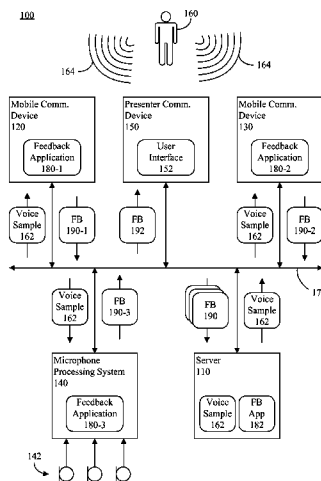 100
160
164
164
Mobile Comm.
Device
120
Feedback
Application
180-1
Presenter Comm.
Device
150
User
Interface
152
Mobile Comm.
Device
130
Feedback
Application
180-2
Voice
Sample
162
FB
190-1
FB
192
Voice
Sample
162
FB
190-2
Voice
Sample
162
FB
190-3
FB
190
Voice
Sample
162
Microphone
Processing System
140
Feedback
Application
180-3
Server
110
Voice
Sample
162
FB
App
182
142